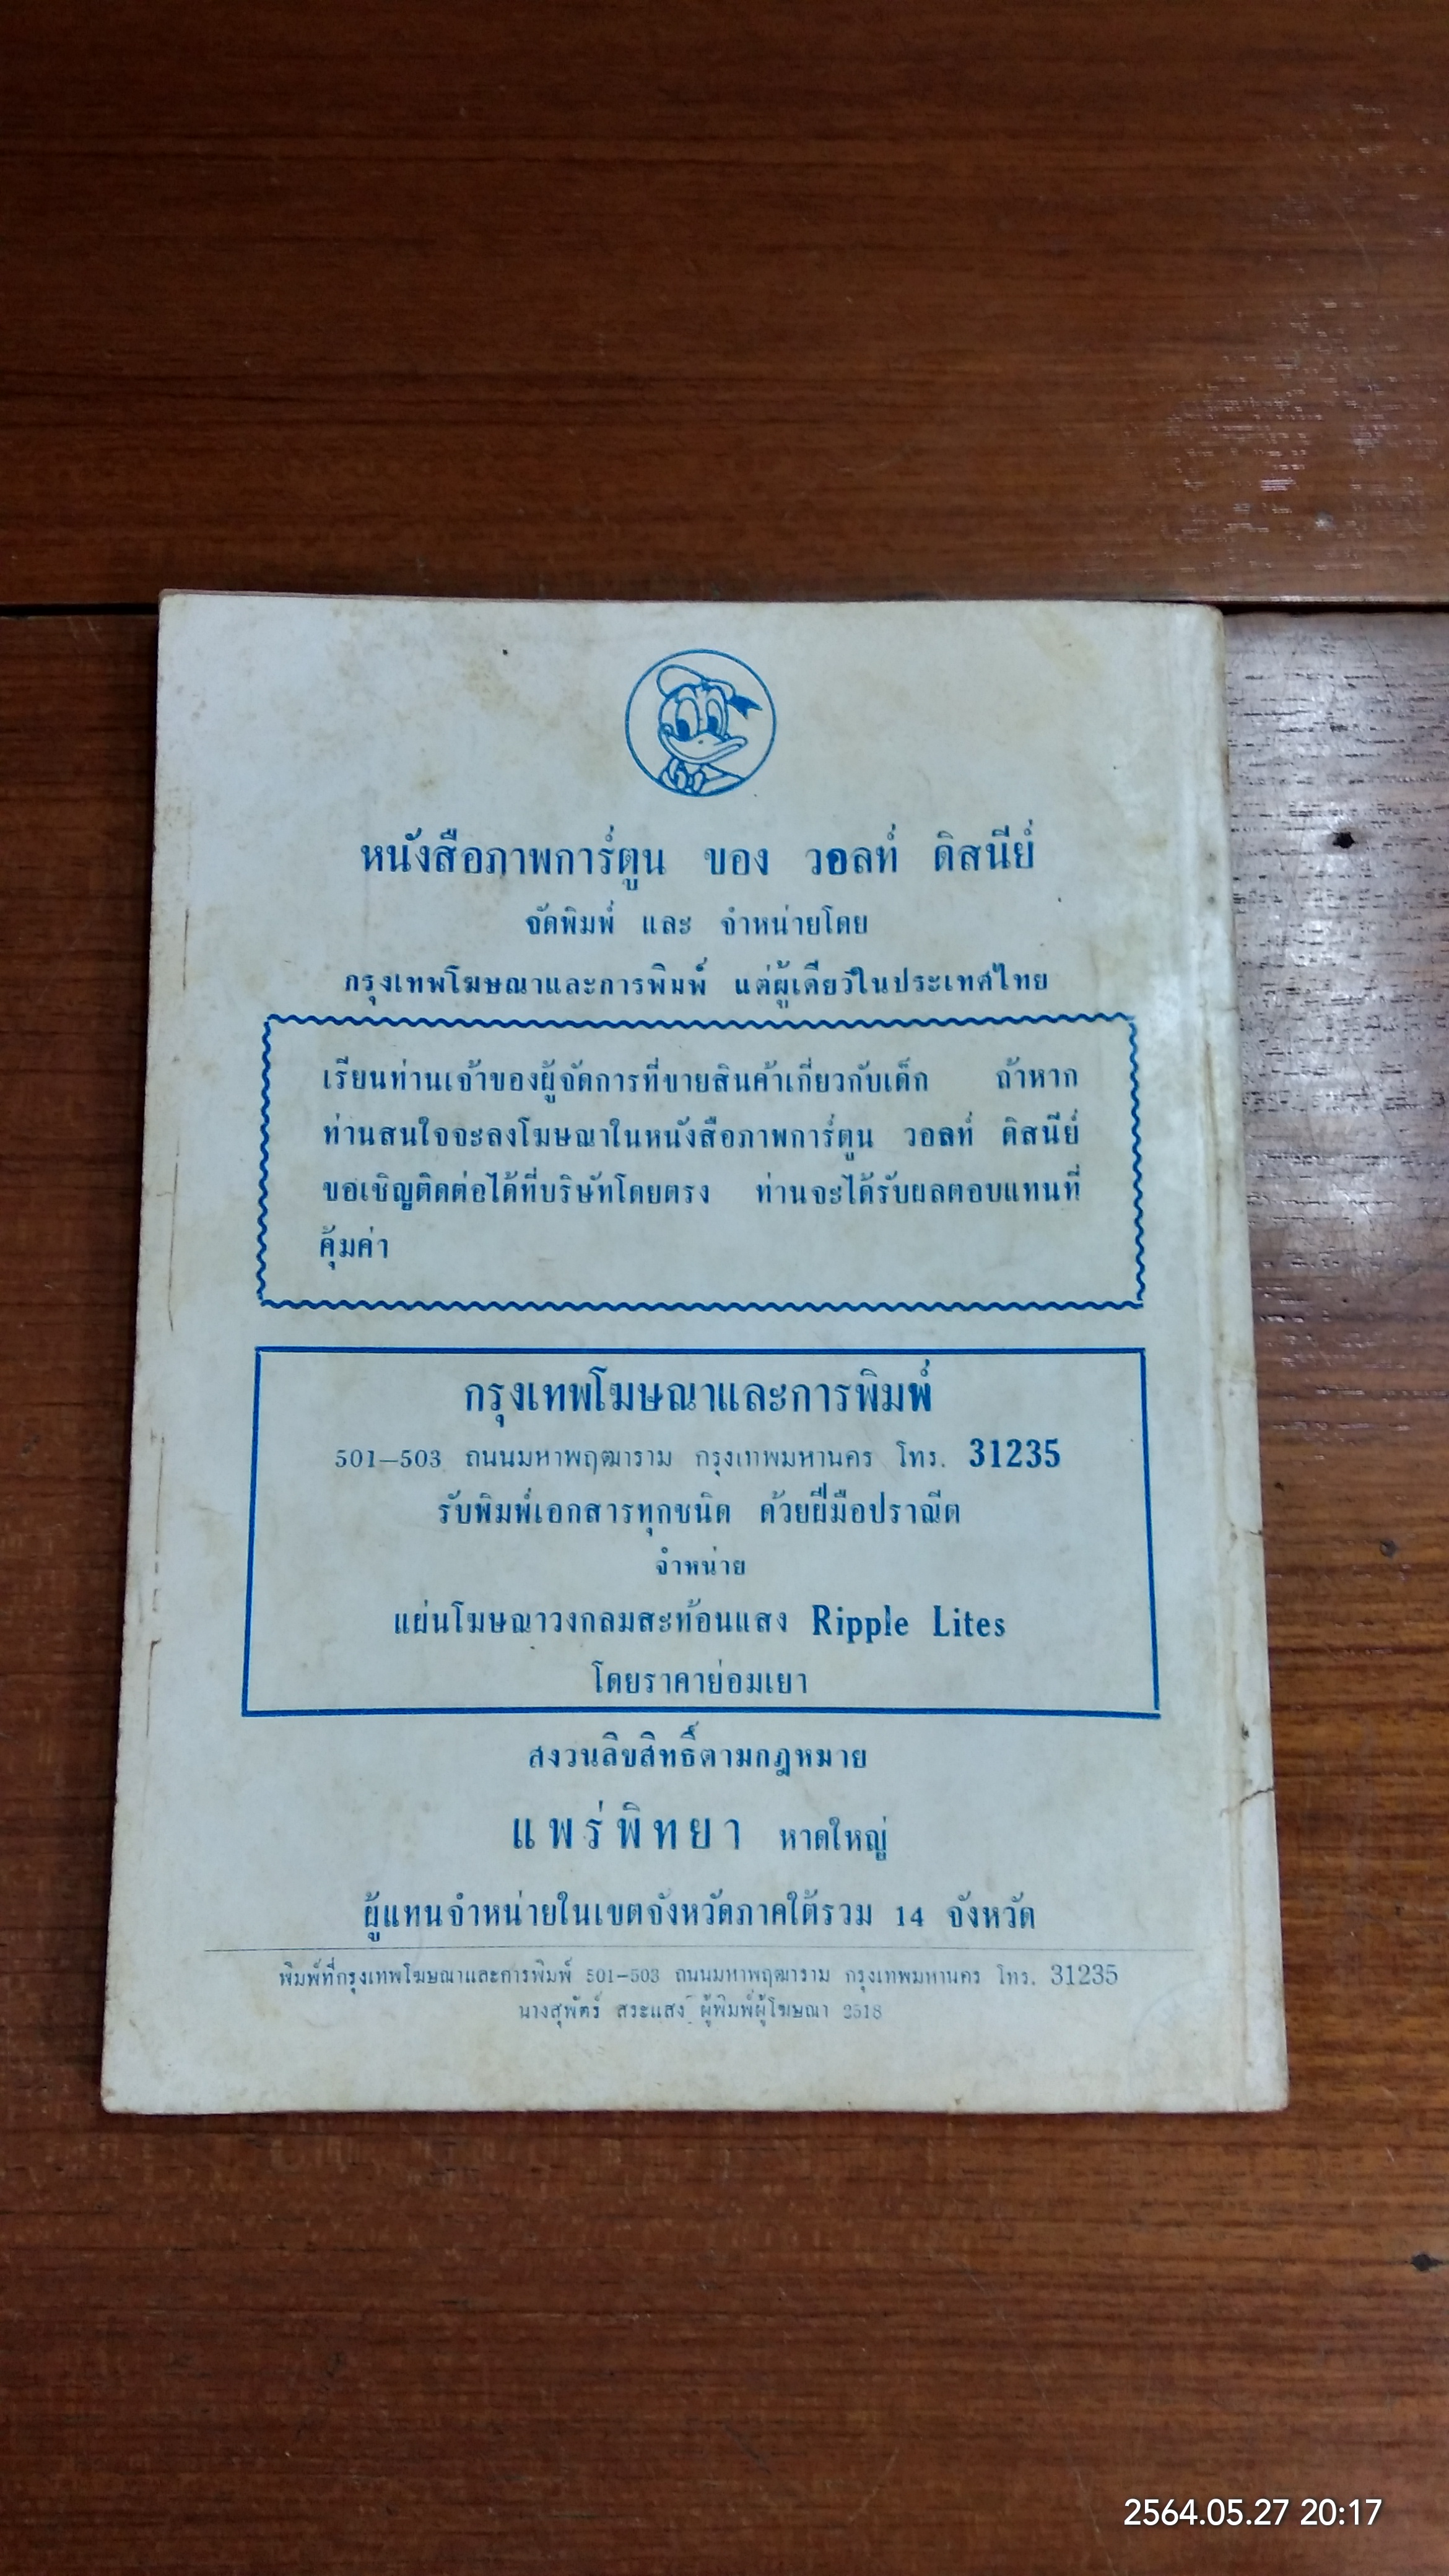 หนังสือภาพการ์ตูน ของ วอลท์ ดิสนีย์
จัดพิมพ์ และ จำหน่ายโดย
กรุงเทพโฆษณาและการพิมพ์ แต่ผู้เดียวในประเทศไทย
เรียนท่านเจ้าของผู้จัดการที่ขายสินค้าเกี่ยวกับเด็ก ถ้าหาก
ท่านสนใจจะลงโฆษณาในหนังสือภาพการ์ตูน วอลท์ ดิสนีย์
ขอเชิญติดต่อได้ที่บริษัทโดยตรง ท่านจะได้รับผลตอบแทนที่
คุ้มค่า
กรุงเทพโฆษณาและการพิมพ์
501–503 ถนนมหาพฤฒาราม กรุงเทพมหานคร โทร. 31235
รับพิมพ์เอกสารทุกชนิด ด้วยฝีมือปราณีต
จำหน่าย
แผ่นโฆษณาวงกลมสะท้อนแสง Ripple Lites
โดยราคาย่อมเยา
สงวนลิขสิทธิ์ตามกฎหมาย
แพร่พิทยา หาดใหญ่
ผู้แทนจำหน่ายในเขตจังหวัดภาคใต้รวม 14 จังหวัด
พิมพ์ที่กรุงเทพโฆษณาและการพิมพ์ 501–503 ถนนมหาพฤฒาราม กรุงเทพมหานคร โทร. 31235
นางสุพัตร์ สระแสง ผู้พิมพ์ผู้โฆษณา 2518
2564.05.27 20:17